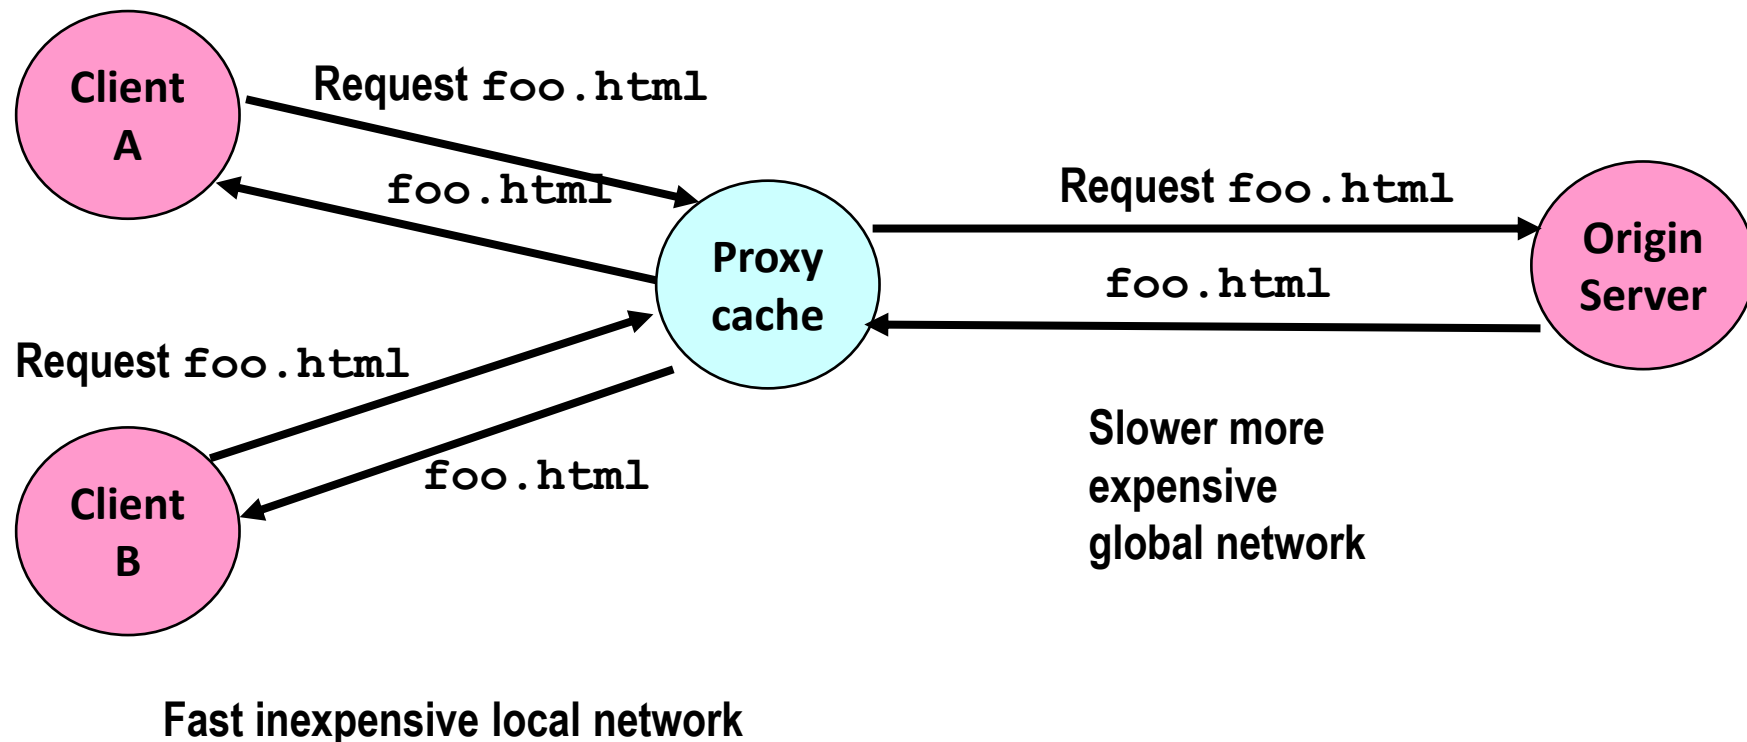 Client
A
Request foo.html
foo.html
Request foo.html
foo.html
Proxy
cache
Origin
Server
Request foo.html
foo.html
Client
B
Slower more
expensive
global network
Fast inexpensive local network